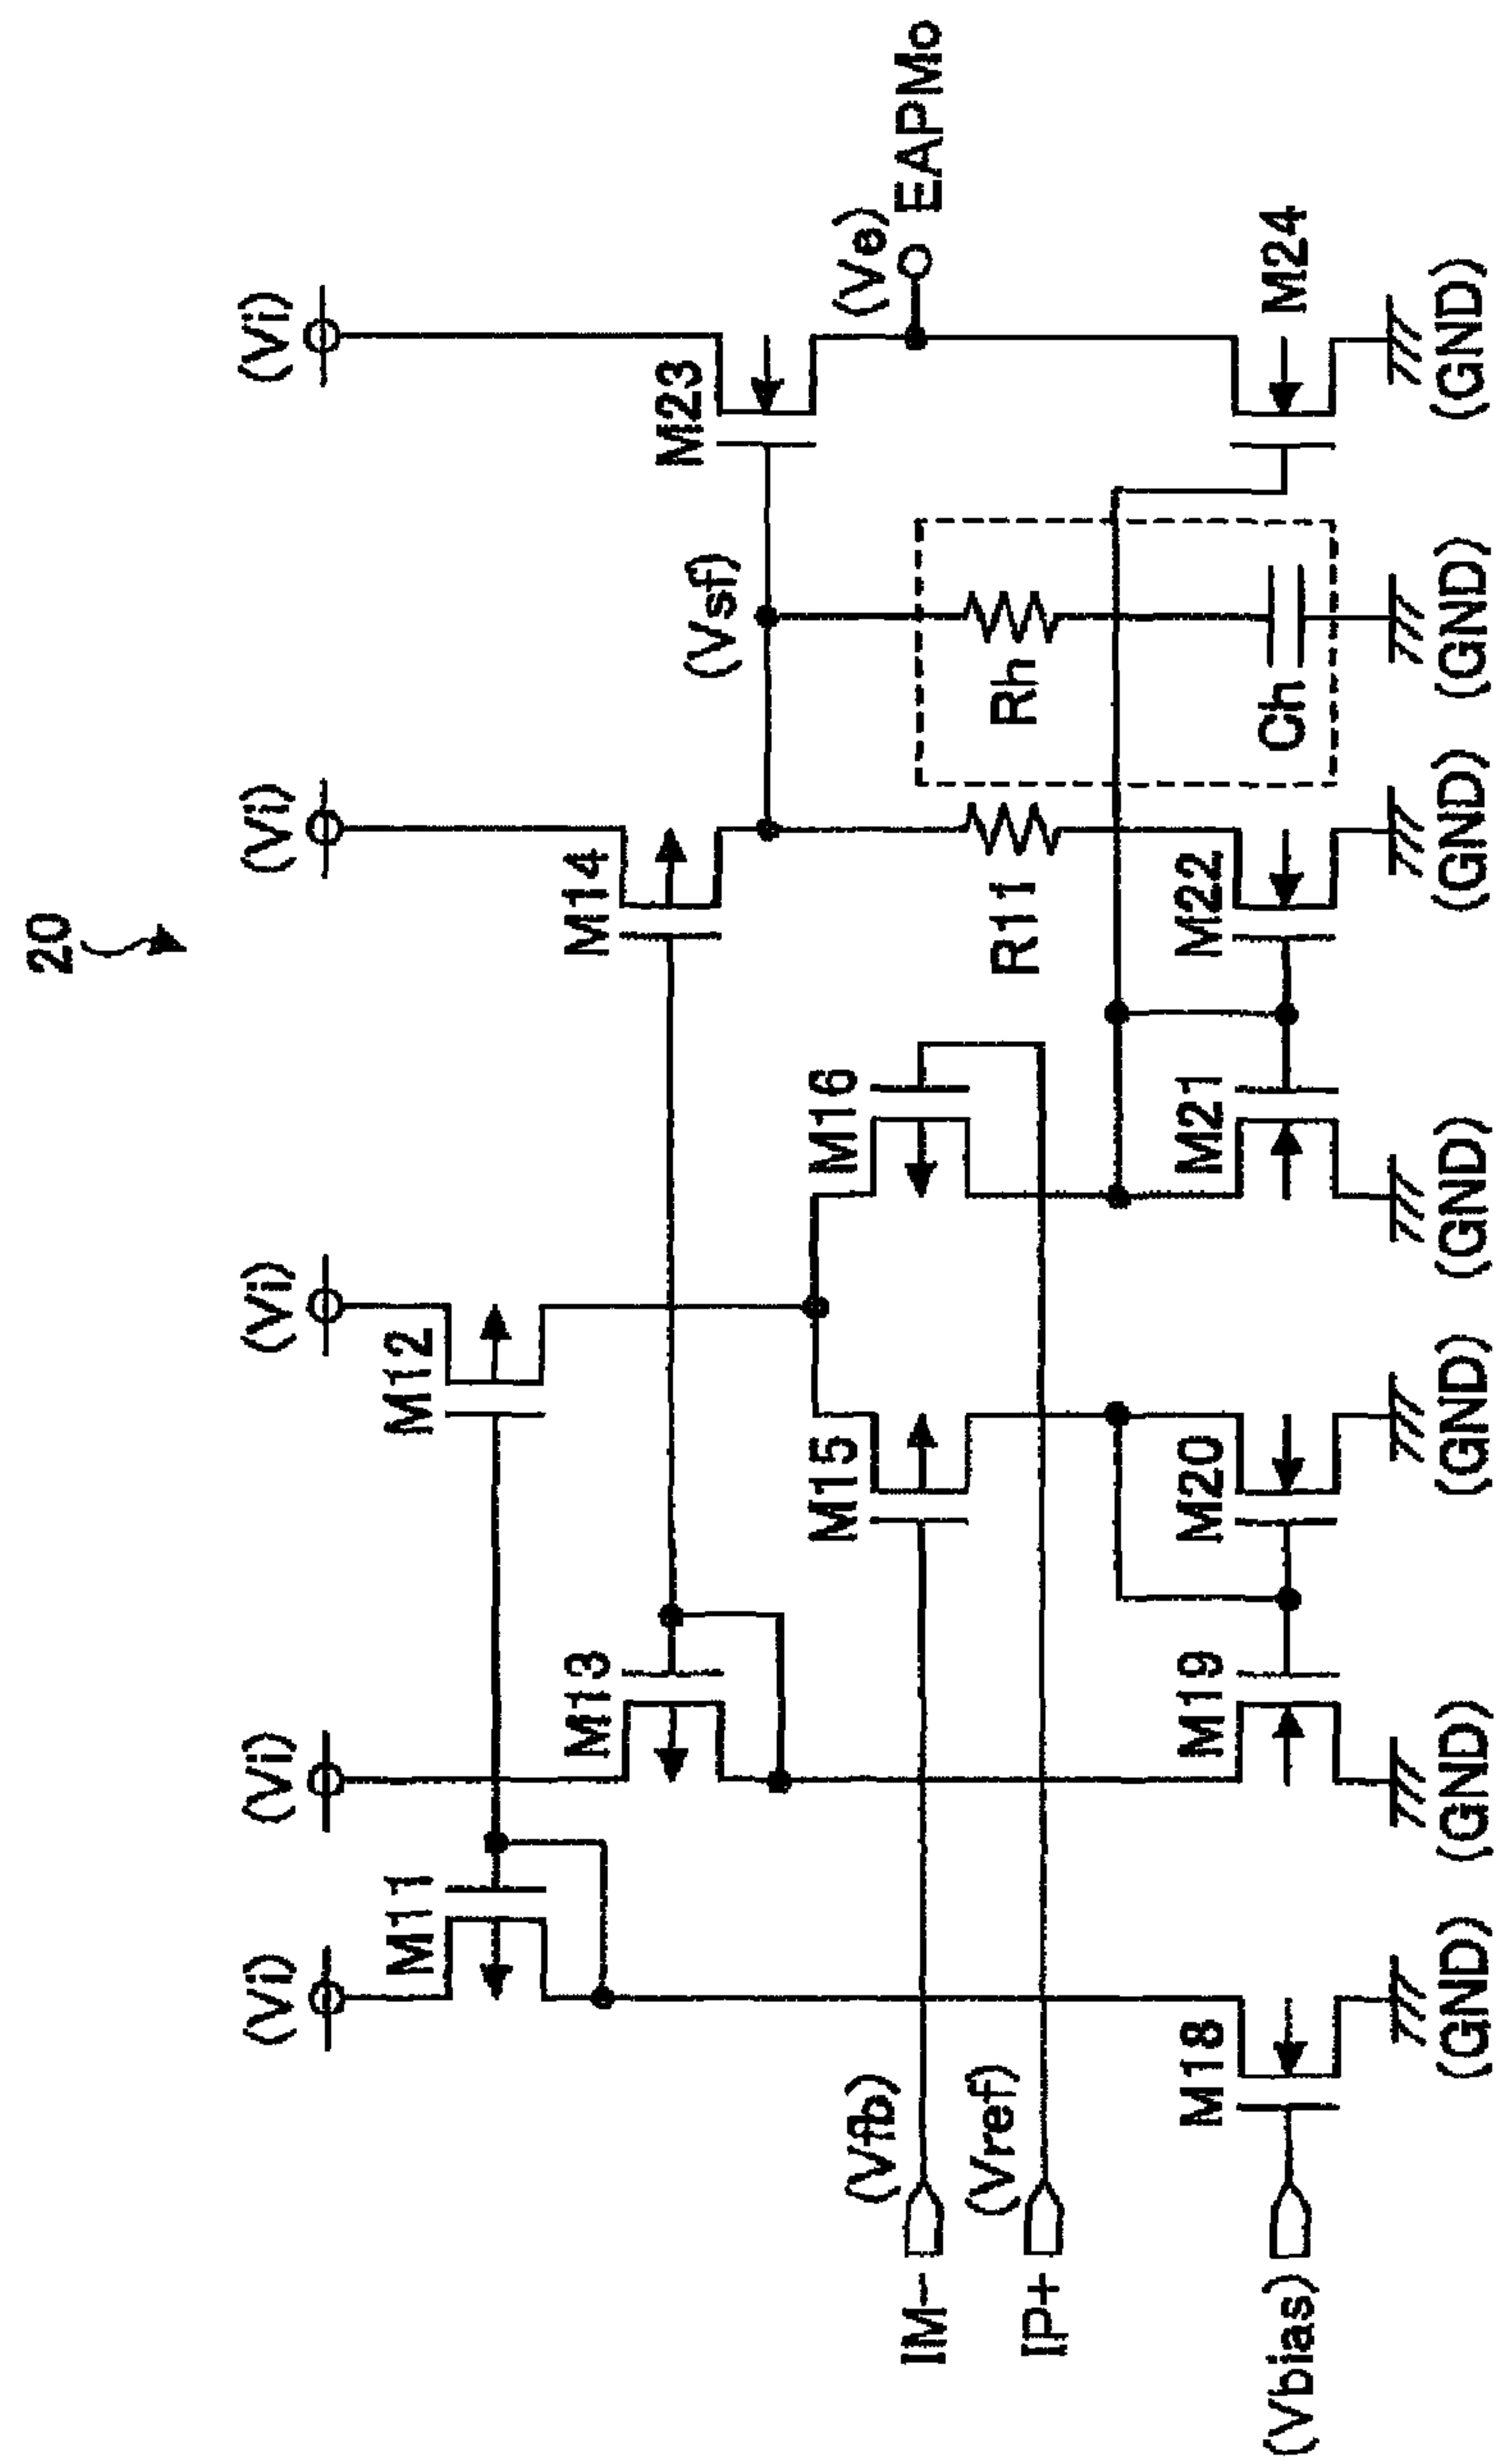 20
(Vi)
(Vi)
(Vi)
(Vi)
(Vi)
M11
M12
M13
M14
M23
(Vsf)
(Ve)
EAPMo
M15
M16
(Vfb)
IM-
(Vref)
IP+
R11
Rh
Ch
(Vbias)
M18
M19
M20
M21
M22
M24
(GND)
(GND)
(GND)
(GND)
(GND)
(GND)
(GND)